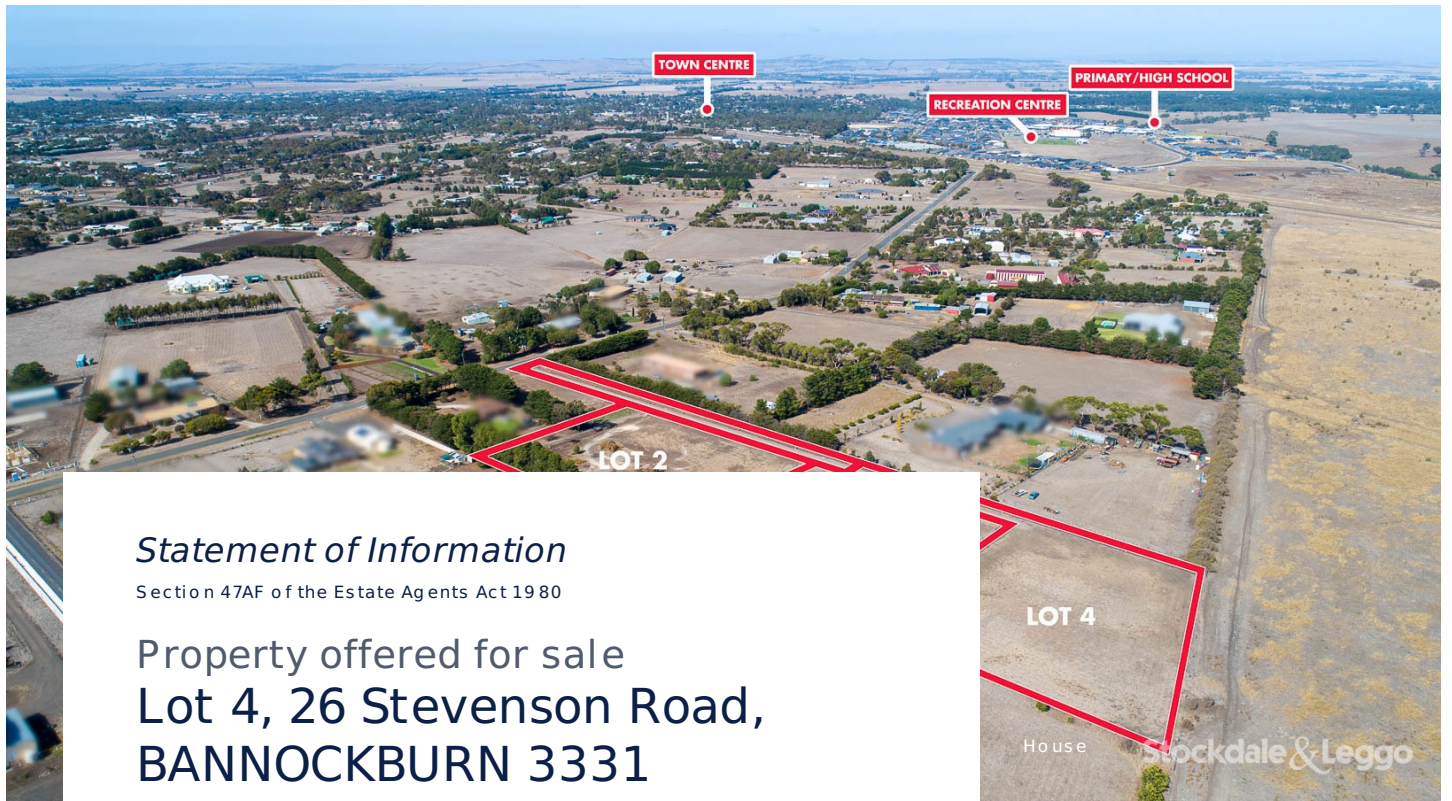 TOWN CENTRE
PRIMARY/HIGH SCHOOL
RECREATION CENTRE
LOT 2
Statement of Information
Section 47AF of the Estate Agents Act 1980
Property offered for sale
Lot 4, 26 Stevenson Road,
BANNOCKBURN 3331
LOT 4
House
Stockdale & Leggo